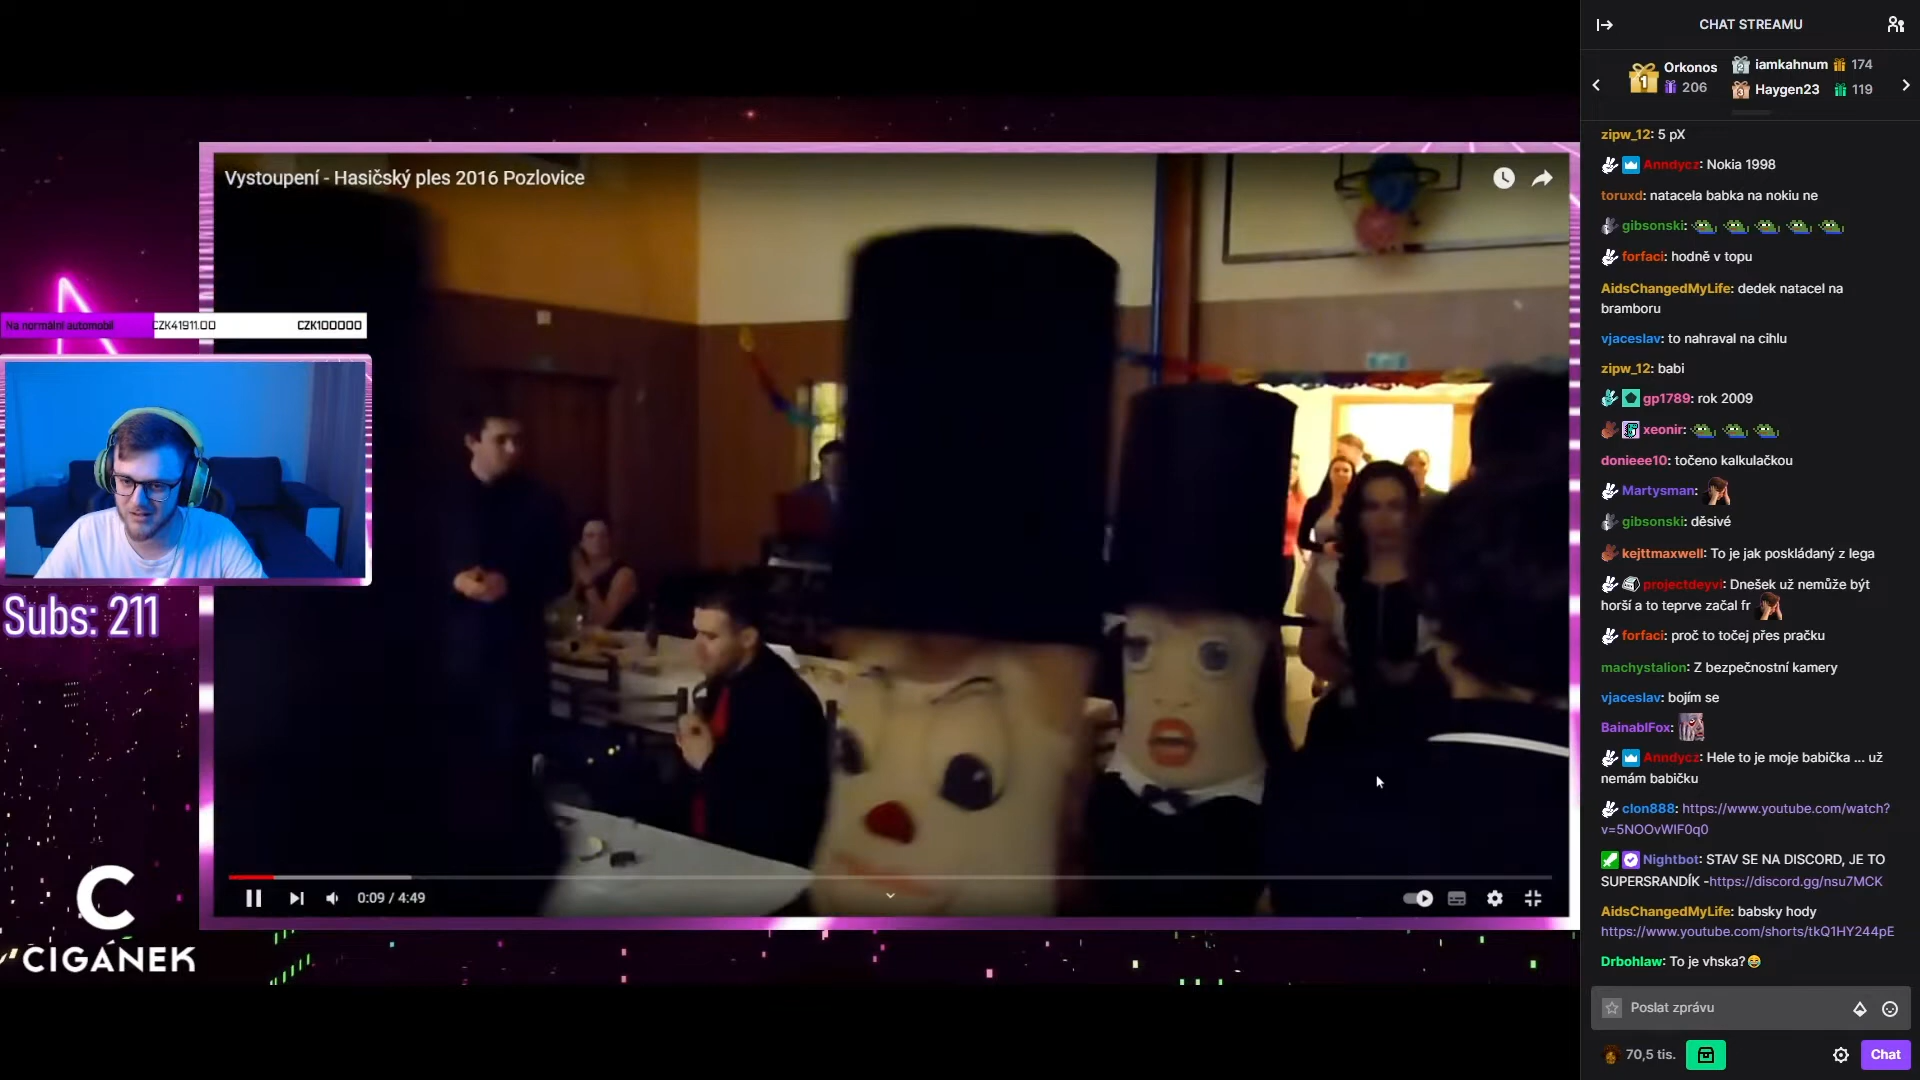 Vystoupení - Hasičský ples 2016 Pozlovice
Na normální automobil
CZK41911.00
CZK100000
Subs: 211
C
CIGÁNEK
0:09 / 4:49
CHAT STREAMU
1
Orkonos
206
2
iamkahnum
174
3
Haygen23
119
zipw_12: 5 pX
Anndycz: Nokia 1998
toruxd: natacela babka na nokiu ne
gibsonski:
forfaci: hodně v topu
AidsChangedMyLife: dedek natacel na
bramboru
vjaceslav: to nahraval na cihlu
zipw_12: babi
gp1789: rok 2009
xeonir:
donieee10: točeno kalkulačkou
Martysman:
gibsonski: děsivé
kejttmaxwell: To je jak poskládaný z lega
projectdeyvi: Dnešek už nemůže být
horší a to teprve začal fr
forfaci: proč to točej přes pračku
machystalion: Z bezpečnostní kamery
vjaceslav: bojím se
BainablFox:
Anndycz: Hele to je moje babička ... už
nemám babičku
clon888: https://www.youtube.com/watch?
v=5NOOvWIF0q0
Nightbot: STAV SE NA DISCORD, JE TO
SUPERSRANDÍK -https://discord.gg/nsu7MCK
AidsChangedMyLife: babsky hody
https://www.youtube.com/shorts/tkQ1HY244pE
Drbohlaw: To je vhska?😂
Poslat zprávu
70,5 tis.
Chat